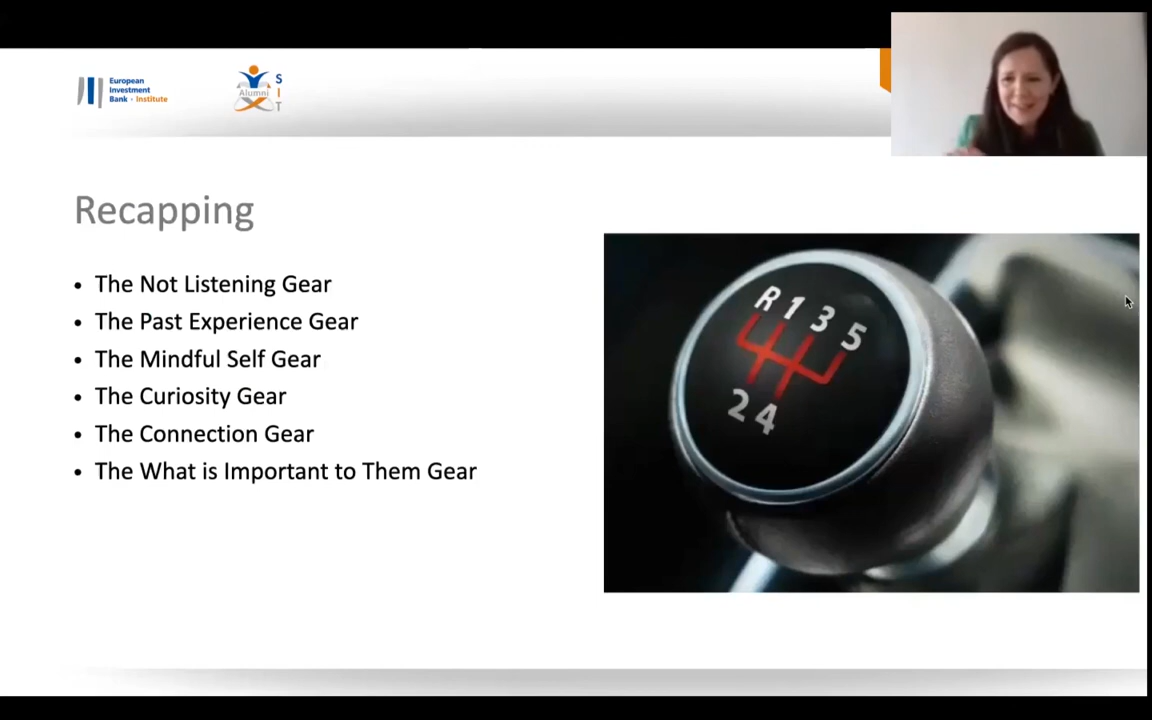 European
Investment
Bank - Institute
Alumni
S
I
T
Recapping
• The Not Listening Gear
• The Past Experience Gear
• The Mindful Self Gear
• The Curiosity Gear
• The Connection Gear
• The What is Important to Them Gear
R 1 3 5
2 4